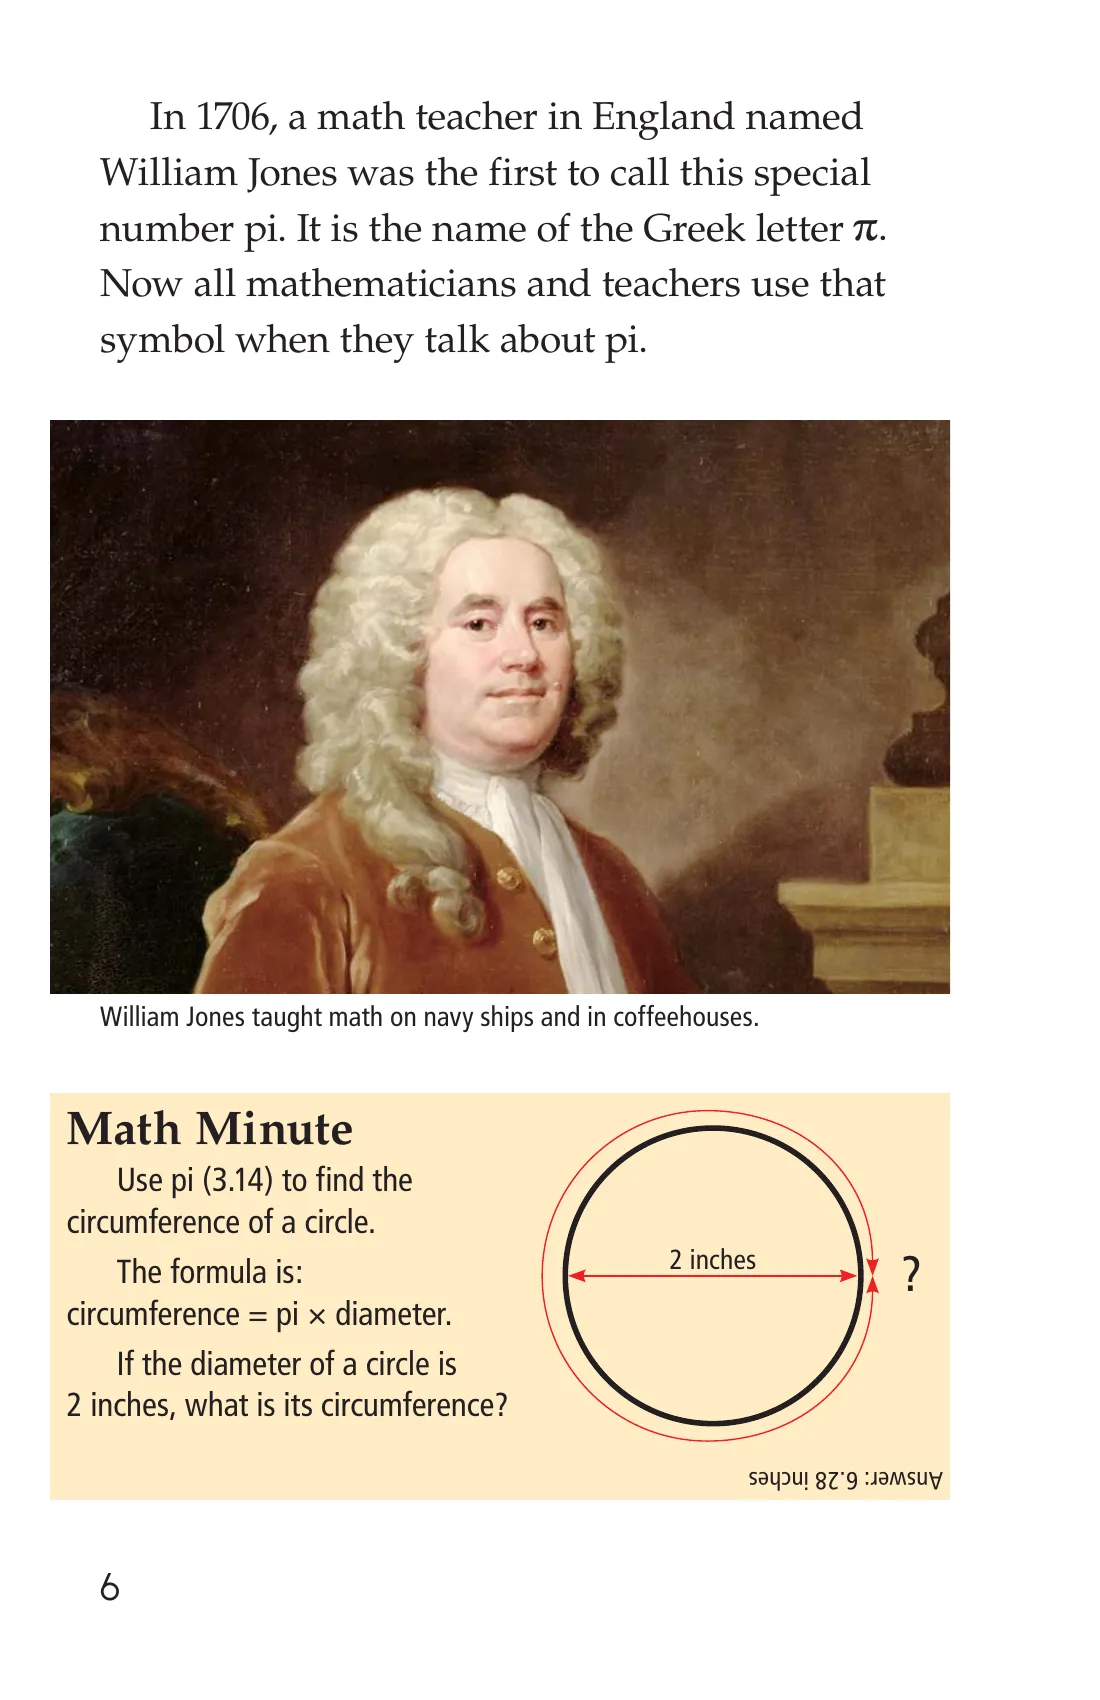 In 1706, a math teacher in England named
William Jones was the first to call this special
number pi. It is the name of the Greek letter π.
Now all mathematicians and teachers use that
symbol when they talk about pi.
William Jones taught math on navy ships and in coffeehouses.
Math Minute
Use pi (3.14) to find the
circumference of a circle.
The formula is:
circumference = pi × diameter.
If the diameter of a circle is
2 inches, what is its circumference?
2 inches
?
Answer: 6.28 inches
6